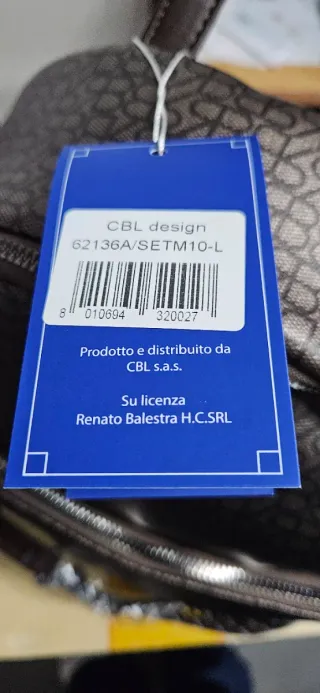 CBL design
62136A/SETM10-L
8 010694 320027
Prodotto e distribuito da
CBL s.a.s.
Su licenza
Renato Balestra H.C.SRL